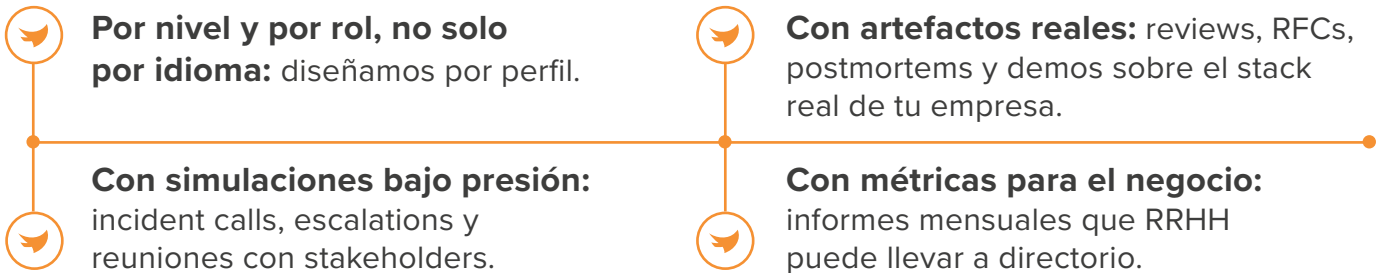 Por nivel y por rol, no solo
por idioma: diseñamos por perfil.
Con artefactos reales: reviews, RFCs,
postmortems y demos sobre el stack
real de tu empresa.
Con simulaciones bajo presión:
incident calls, escalations y
reuniones con stakeholders.
Con métricas para el negocio:
informes mensuales que RRHH
puede llevar a directorio.